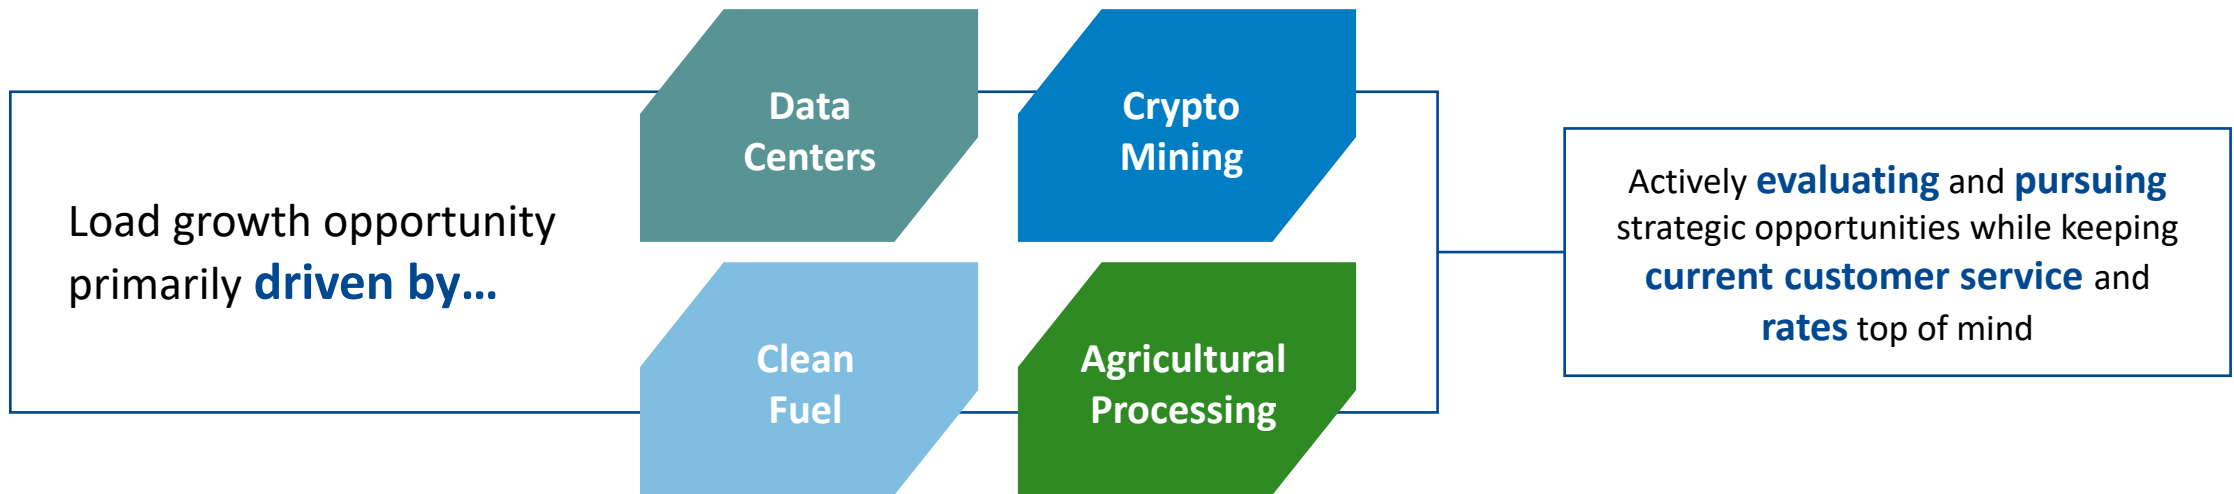 Load growth opportunity
primarily driven by...
Data
Centers
Crypto
Mining
Clean
Fuel
Agricultural
Processing
Actively evaluating and pursuing
strategic opportunities while keeping
current customer service and
rates top of mind